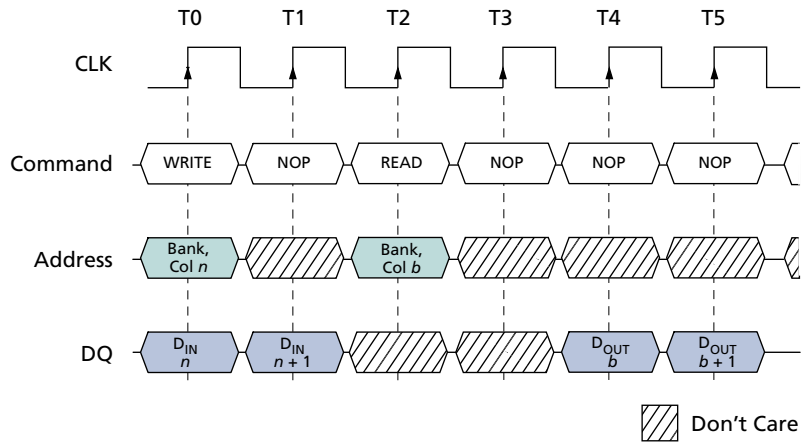 T0 T1 T2 T3 T4 T5
CLK
Command WRITE NOP READ NOP NOP NOP
Address Bank, Col n Bank, Col b
DQ DIN n DIN n + 1 DOUT b DOUT b + 1
Don't Care